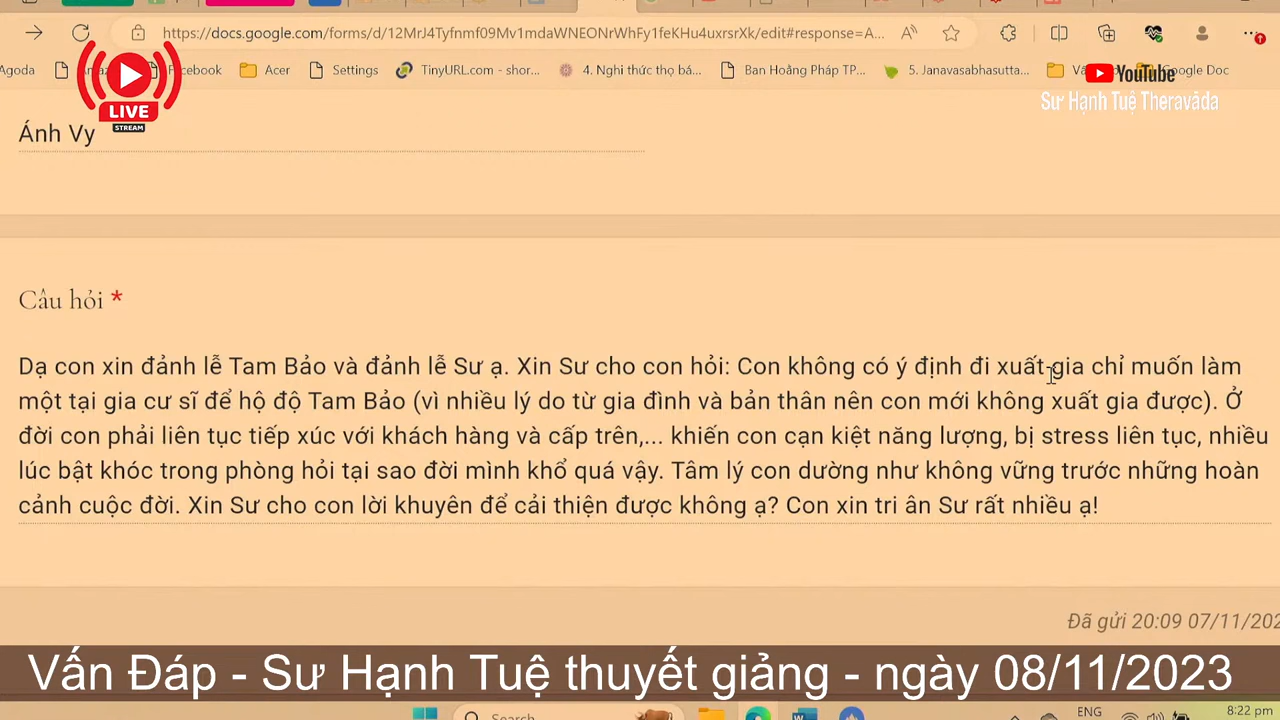 https://docs.google.com/forms/d/12MrJ4Tyfnmf09Mv1mdaWNEONrWhFy1feKHu4uxrsrXk/edit#response=A...
Agoda
Facebook
Acer
Settings
TinyURL.com - shor...
4. Nghi thức thọ bá...
Ban Hoằng Pháp TP...
5. Janavasabhasutta...
Google Doc
YouTube
Sư Hạnh Tuệ Theravāda
LIVE
STREAM
Ánh Vy
Câu hỏi *
Dạ con xin đảnh lễ Tam Bảo và đảnh lễ Sư ạ. Xin Sư cho con hỏi: Con không có ý định đi xuất gia chỉ muốn làm
một tại gia cư sĩ để hộ độ Tam Bảo (vì nhiều lý do từ gia đình và bản thân nên con mới không xuất gia được). Ở
đời con phải liên tục tiếp xúc với khách hàng và cấp trên,... khiến con cạn kiệt năng lượng, bị stress liên tục, nhiều
lúc bật khóc trong phòng hỏi tại sao đời mình khổ quá vậy. Tâm lý con dường như không vững trước những hoàn
cảnh cuộc đời. Xin Sư cho con lời khuyên để cải thiện được không ạ? Con xin tri ân Sư rất nhiều ạ!
Đã gửi 20:09 07/11/202
Vấn Đáp - Sư Hạnh Tuệ thuyết giảng - ngày 08/11/2023
Search
ENG
8:22 pm